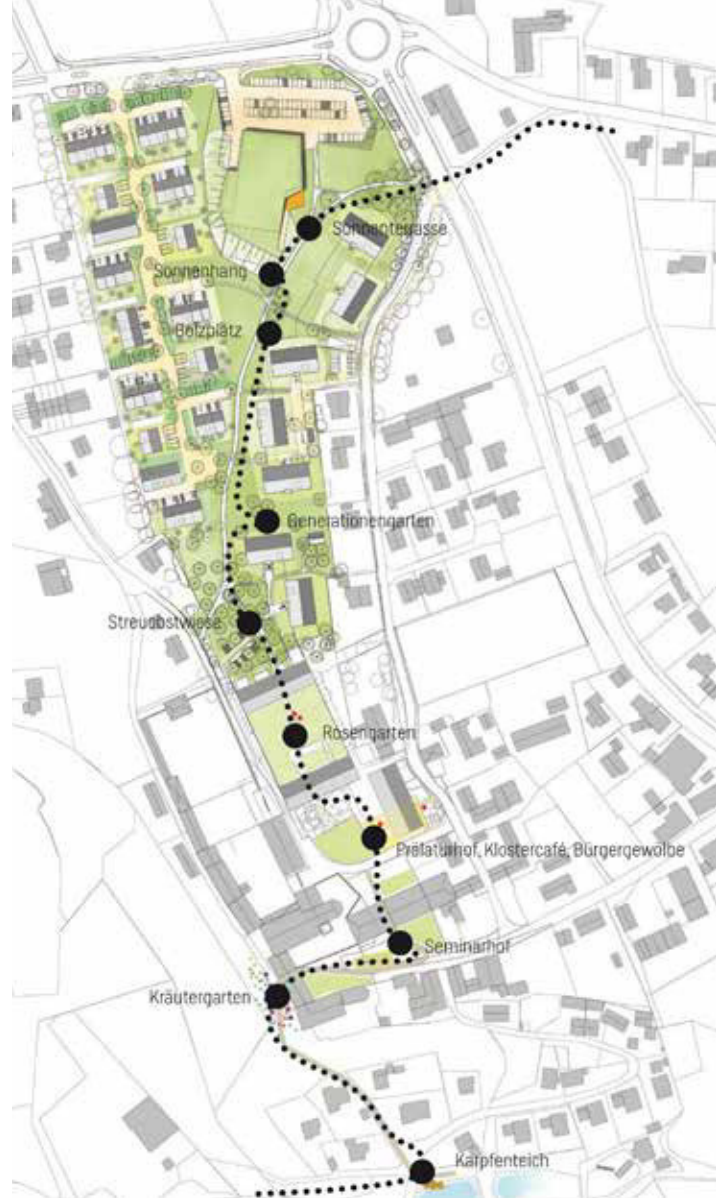 Sonnenterrasse
Sonnenhang
Bolzplatz
Generationengarten
Streuobstwiese
Rosengarten
Prälaturhof, Klostercafé, Bürgergewölbe
Seminarhof
Kräutergarten
Karpfenteich